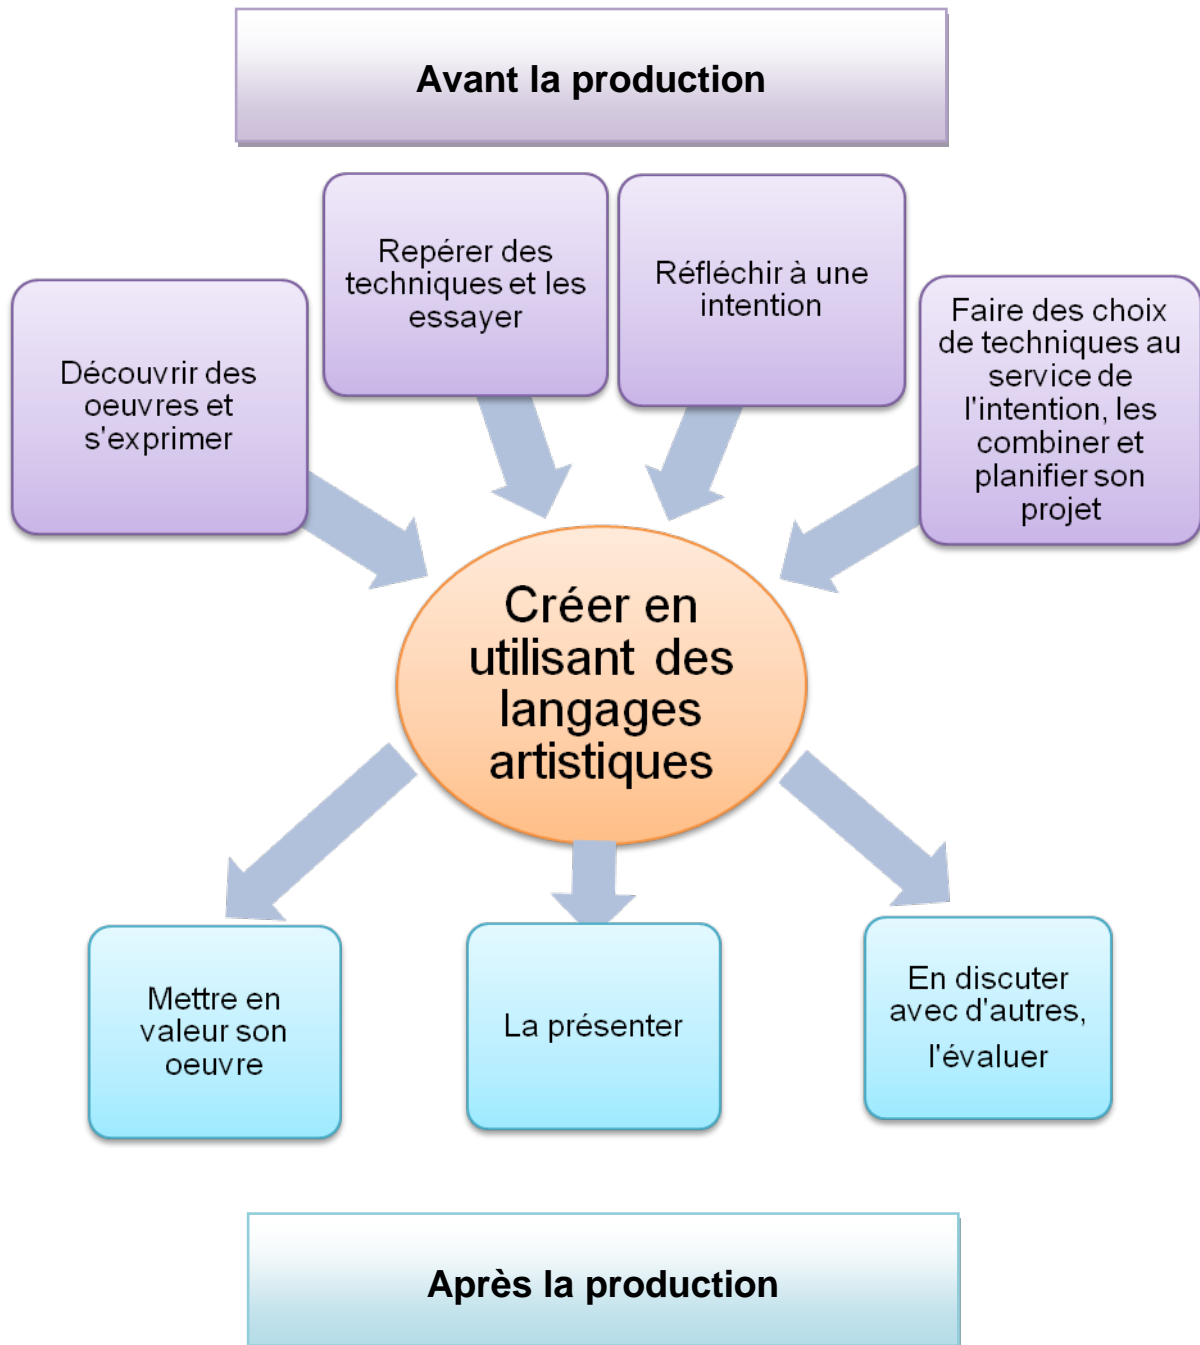 Avant la production
Découvrir des
oeuvres et
s'exprimer
Repérer des
techniques et les
essayer
Réfléchir à une
intention
Faire des choix
de techniques au
service de
l'intention, les
combiner et
planifier son
projet
Créer en
utilisant des
langages
artistiques
Mettre en
valeur son
oeuvre
La présenter
En discuter
avec d'autres,
l'évaluer
Après la production